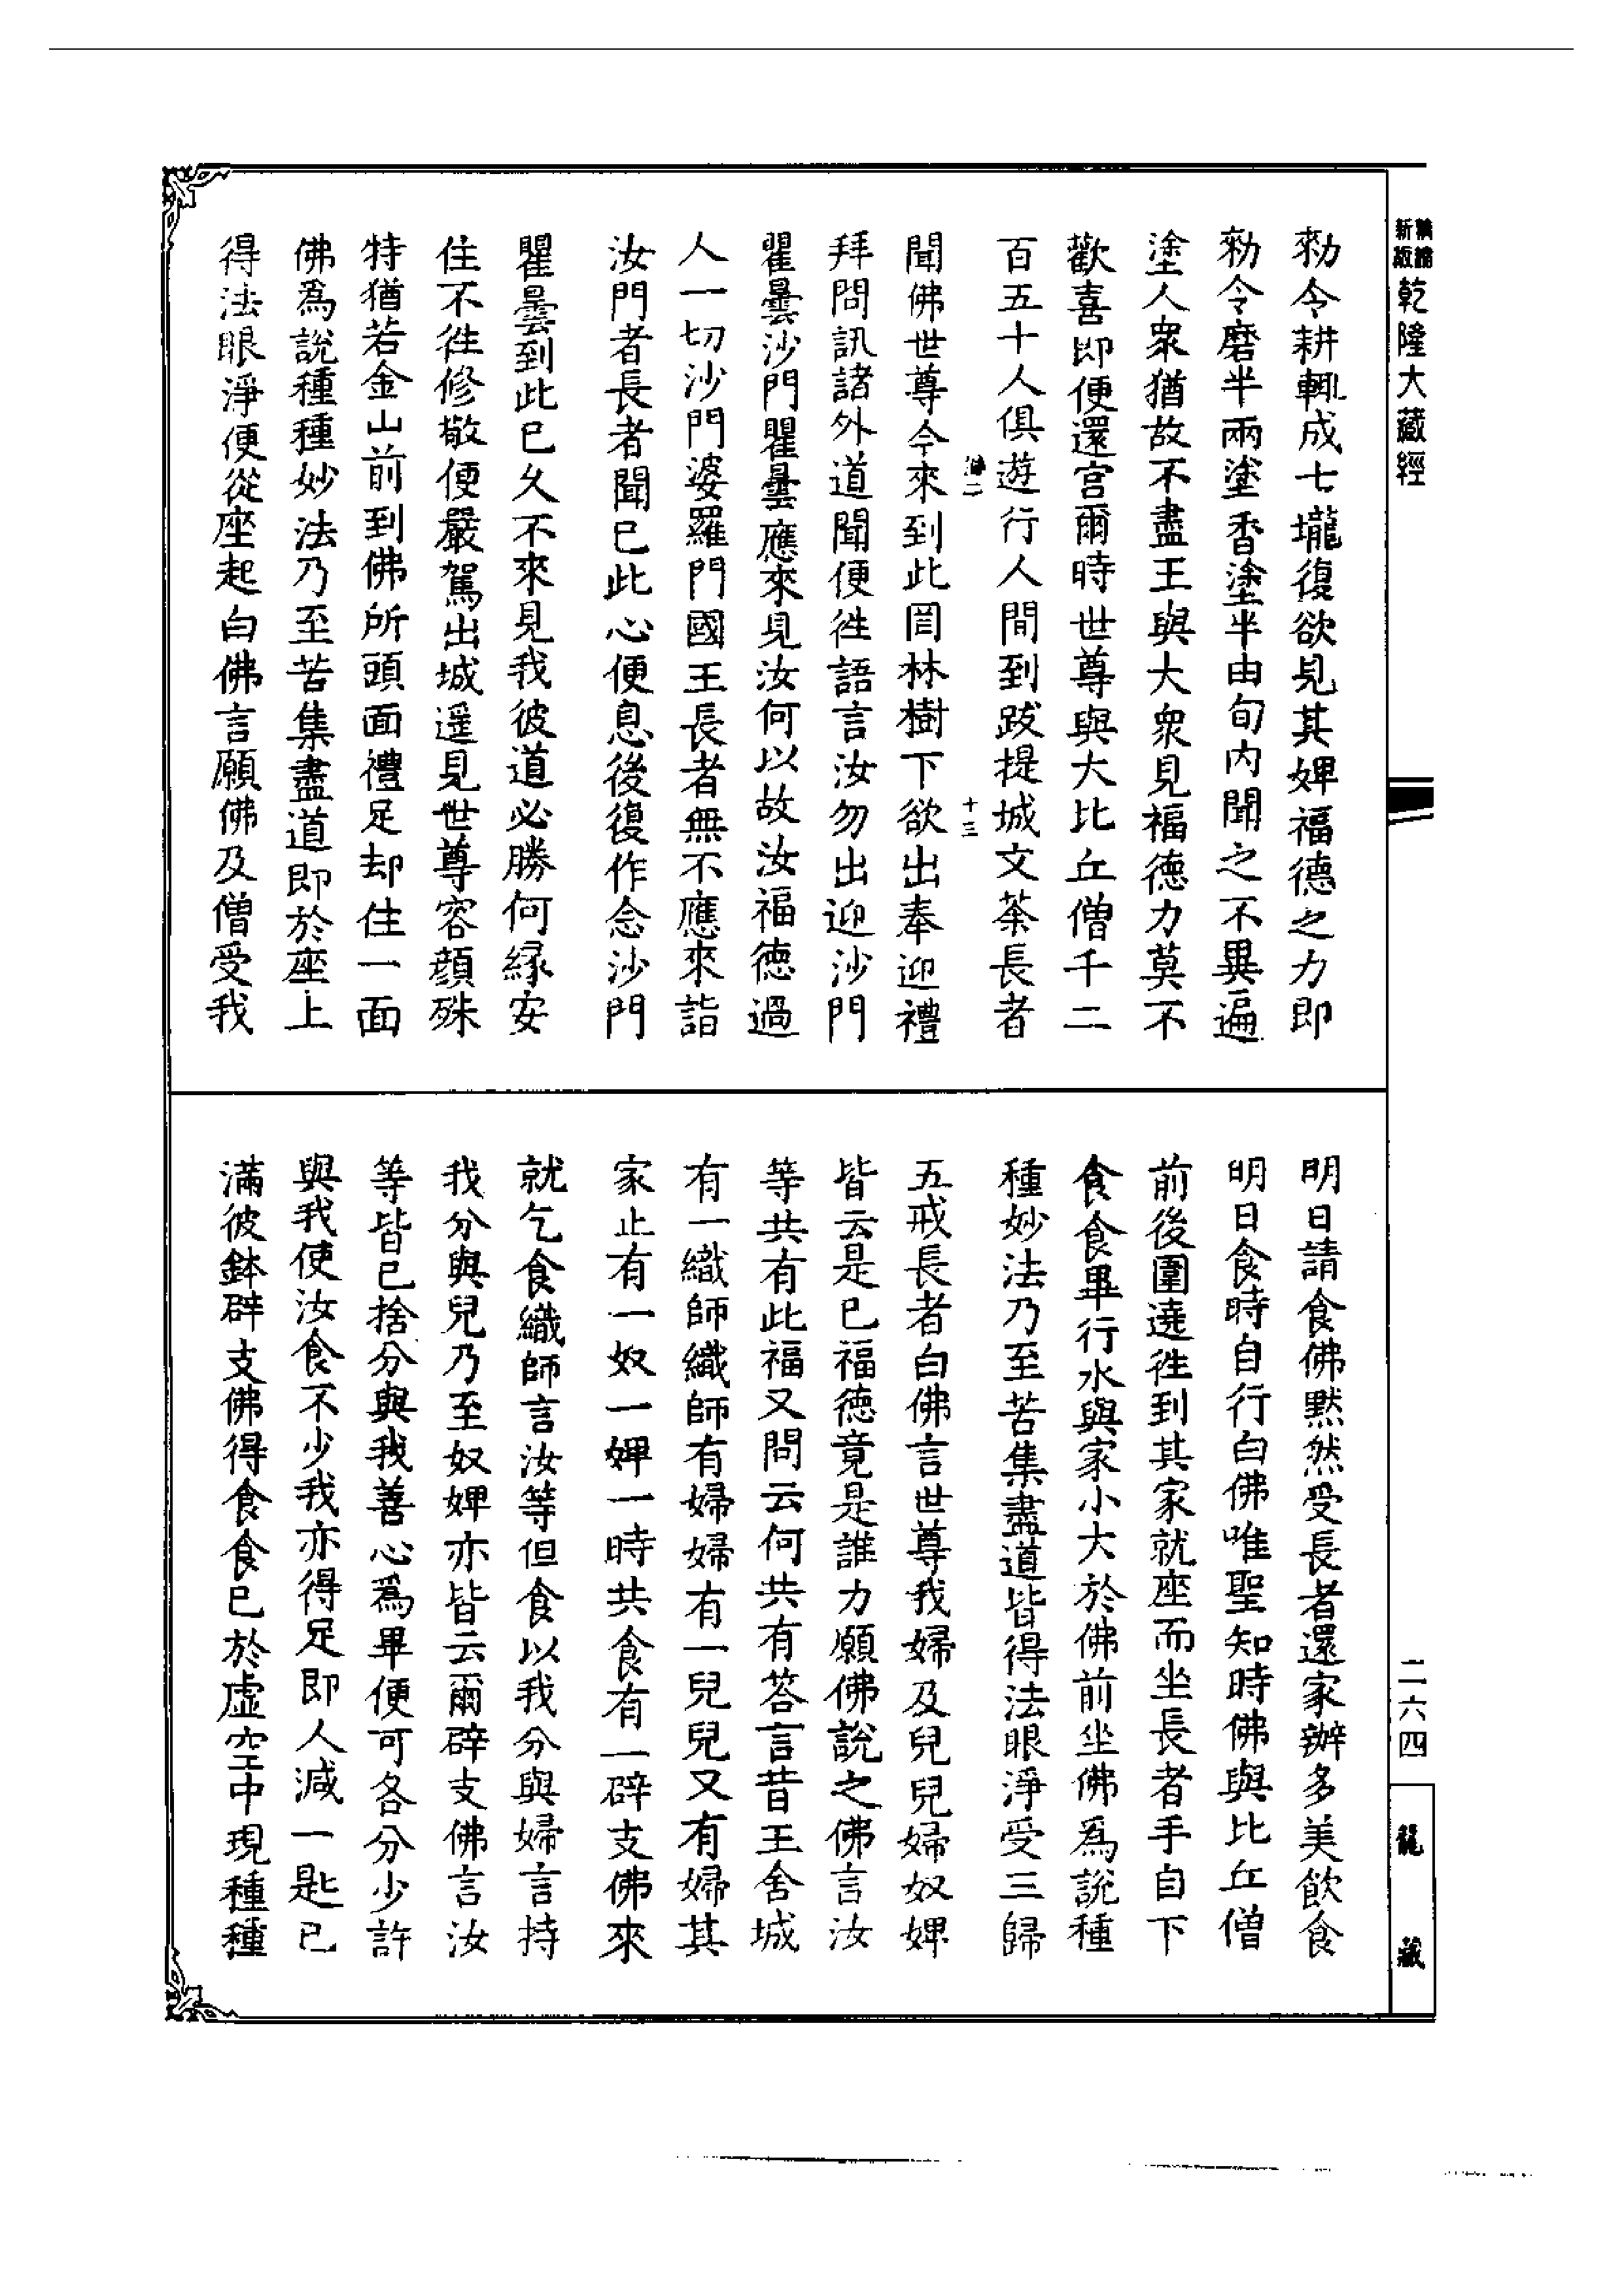 新版
乾隆大藏經
勑令耕輒成七壠復欲見其婢福德之力即
勑令磨半兩塗香塗半由旬内聞之不異遍
塗人衆猶故不盡王與大衆見福德力莫不
歡喜即便還宫爾時世尊與大比丘僧千二
百五十人俱遊行人間到跋提城文荼長者
十三
聞佛世尊今來到此罔林樹下欲出奉迎禮
拜問訊諸外道聞便徃語言汝勿出迎沙門
瞿曇沙門瞿曇應來見汝何以故汝福德過
人一切沙門婆羅門國王長者無不應來詣
汝門者長者聞已此心便息後復作念沙門
瞿曇到此已久不來見我彼道必勝何緣安
住不徃修敬便嚴駕出城遥見世尊容顔殊
特猶若金山前到佛所頭面禮足却住一面
佛為說種種妙法乃至苦集盡道即於座上
得法眼淨便從座起白佛言願佛及僧受我
明日請食佛黙然受長者還家辦多美飲食
明日食時自行白佛唯聖知時佛與比丘僧
前後圍遶徃到其家就座而坐長者手自下
食食畢行水與家小大於佛前坐佛為說種
種妙法乃至苦集盡道皆得法眼淨受三歸
五戒長者白佛言世尊我婦及兒兒婦奴婢
皆云是已福德竟是誰力願佛說之佛言汝
等共有此福又問云何共有荅言昔王舍城
有一織師織師有婦婦有一兒兒又有婦其
家止有一奴一婢一時共食有一辟支佛來
就乞食織師言汝等但食以我分與婦言持
我分與兒乃至奴婢亦皆云爾辟支佛言汝
等皆已捨分與我善心爲畢便可各分少許
與我使汝食不少我亦得足即人減一匙已
滿彼鉢辟支佛得食食已於虛空中現種種
二六四
龍藏